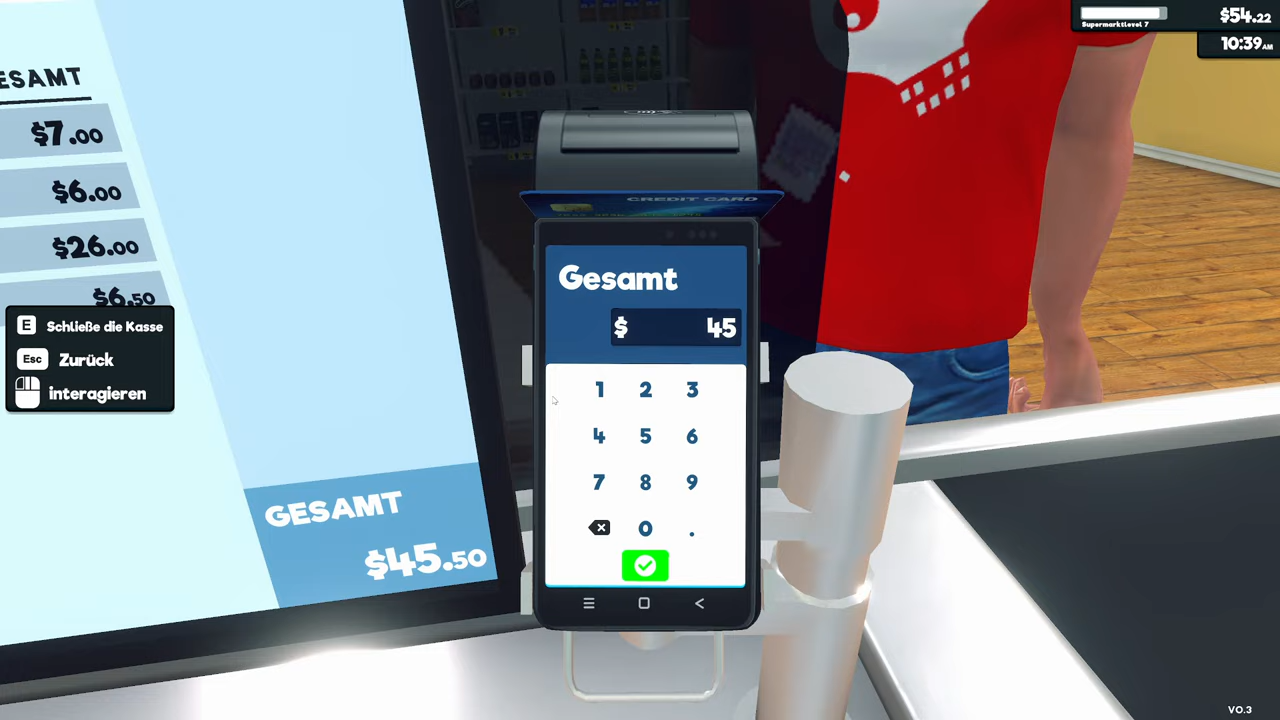 $54.22
Supermarktlevel 7
10:39AM
ESAMT
$7.00
$6.00
$26.00
$6.50
E Schließe die Kasse
Esc Zurück
interagieren
CREDIT CARD
Gesamt
$ 45
1 2 3
4 5 6
7 8 9
0 .
GESAMT
$45.50
V0.3